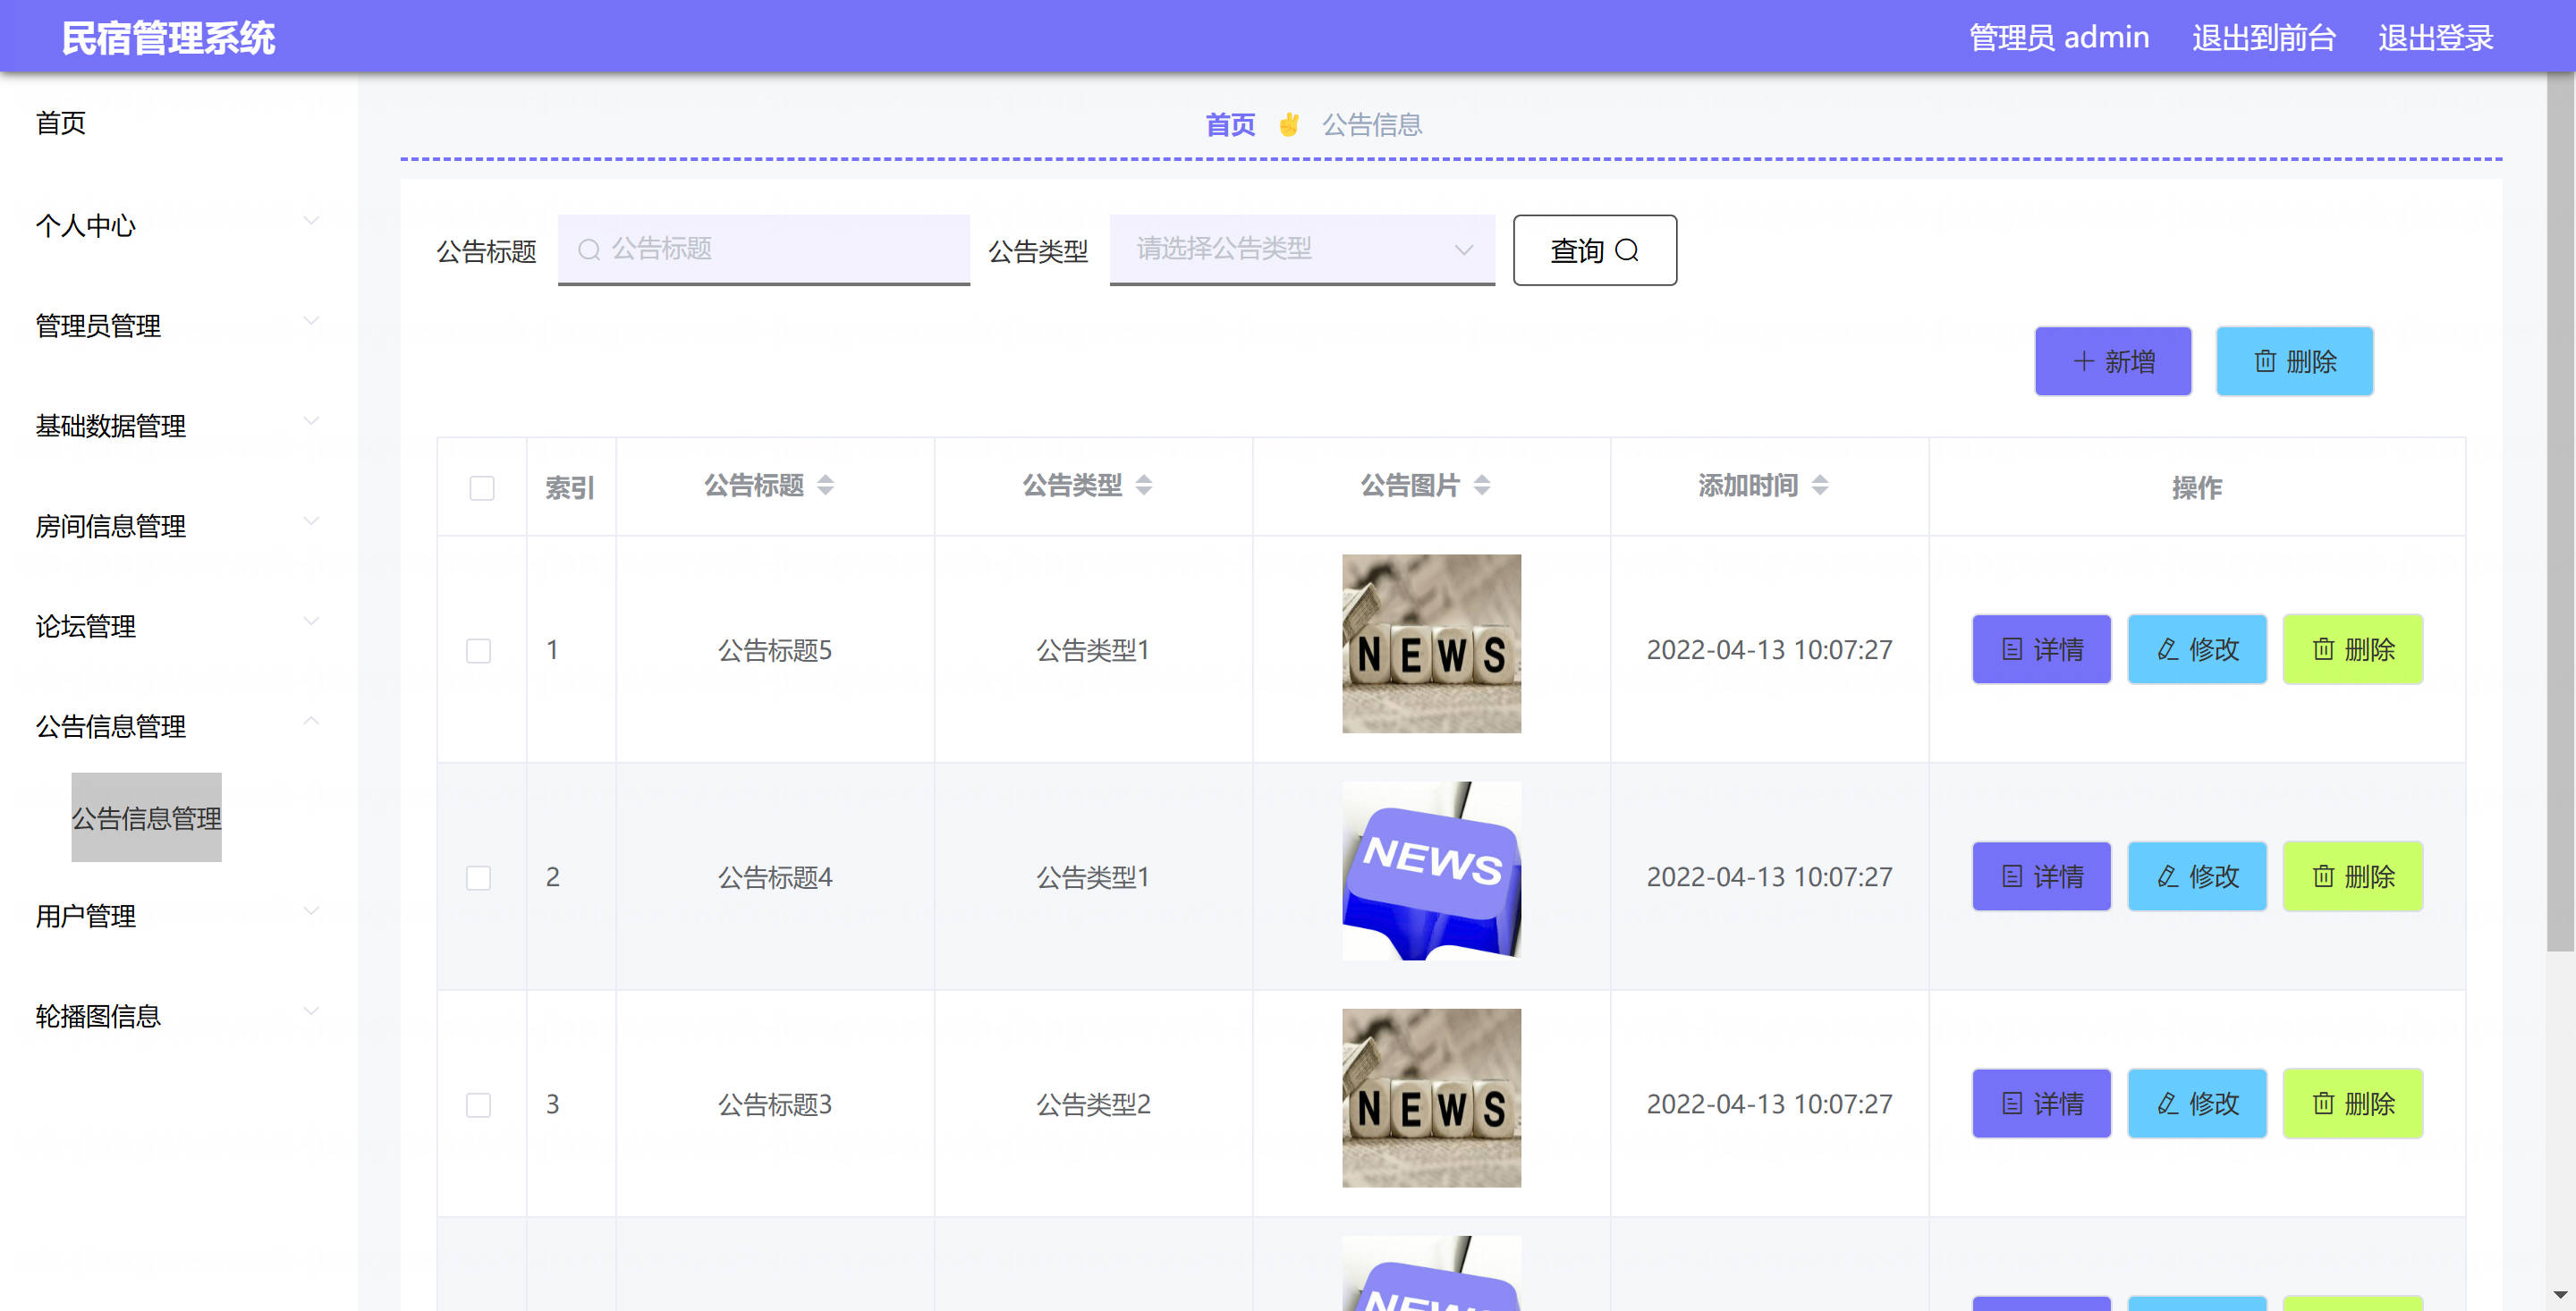 民宿管理系统
管理员 admin 退出到前台 退出登录
首页
个人中心
管理员管理
基础数据管理
房间信息管理
论坛管理
公告信息管理
公告信息管理
用户管理
轮播图信息
首页 ✌ 公告信息
公告标题 公告标题 公告类型 请选择公告类型 查询
新增 删除
索引 公告标题 公告类型 公告图片 添加时间 操作
1 公告标题5 公告类型1 NEWS 2022-04-13 10:07:27 详情 修改 删除
2 公告标题4 公告类型1 NEWS 2022-04-13 10:07:27 详情 修改 删除
3 公告标题3 公告类型2 NEWS 2022-04-13 10:07:27 详情 修改 删除
NEWS